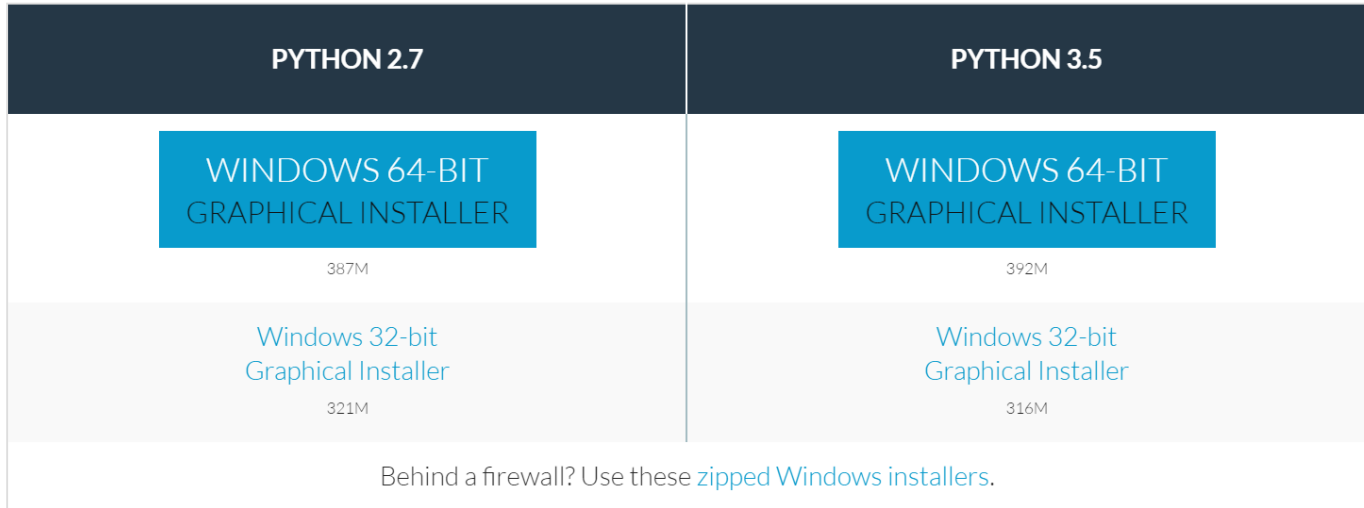 PYTHON 2.7
PYTHON 3.5
WINDOWS 64-BIT
GRAPHICAL INSTALLER
387M
WINDOWS 64-BIT
GRAPHICAL INSTALLER
392M
Windows 32-bit
Graphical Installer
321M
Windows 32-bit
Graphical Installer
316M
Behind a firewall? Use these zipped Windows installers.